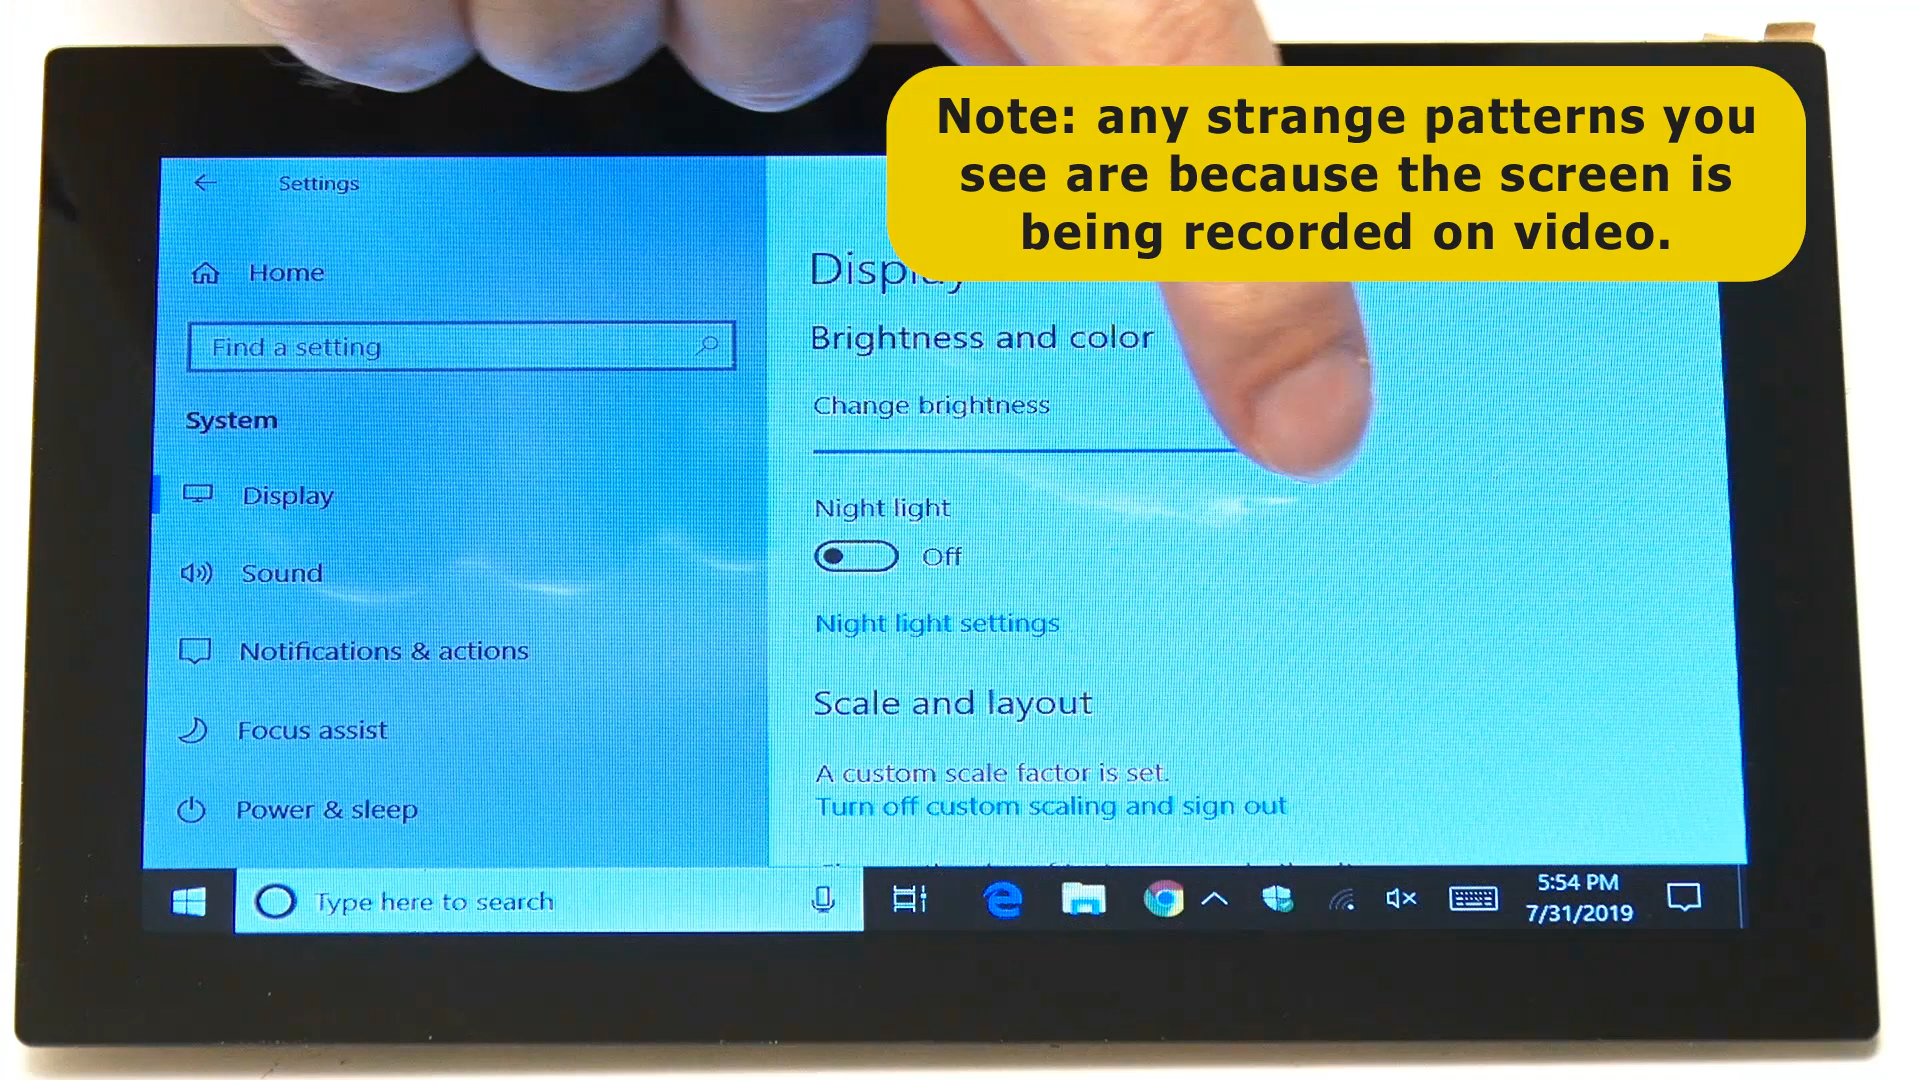 Note: any strange patterns you
see are because the screen is
being recorded on video.
Settings
Home
Find a setting
System
Display
Sound
Notifications & actions
Focus assist
Power & sleep
Display
Brightness and color
Change brightness
Night light
Off
Night light settings
Scale and layout
A custom scale factor is set.
Turn off custom scaling and sign out
Type here to search
5:54 PM
7/31/2019